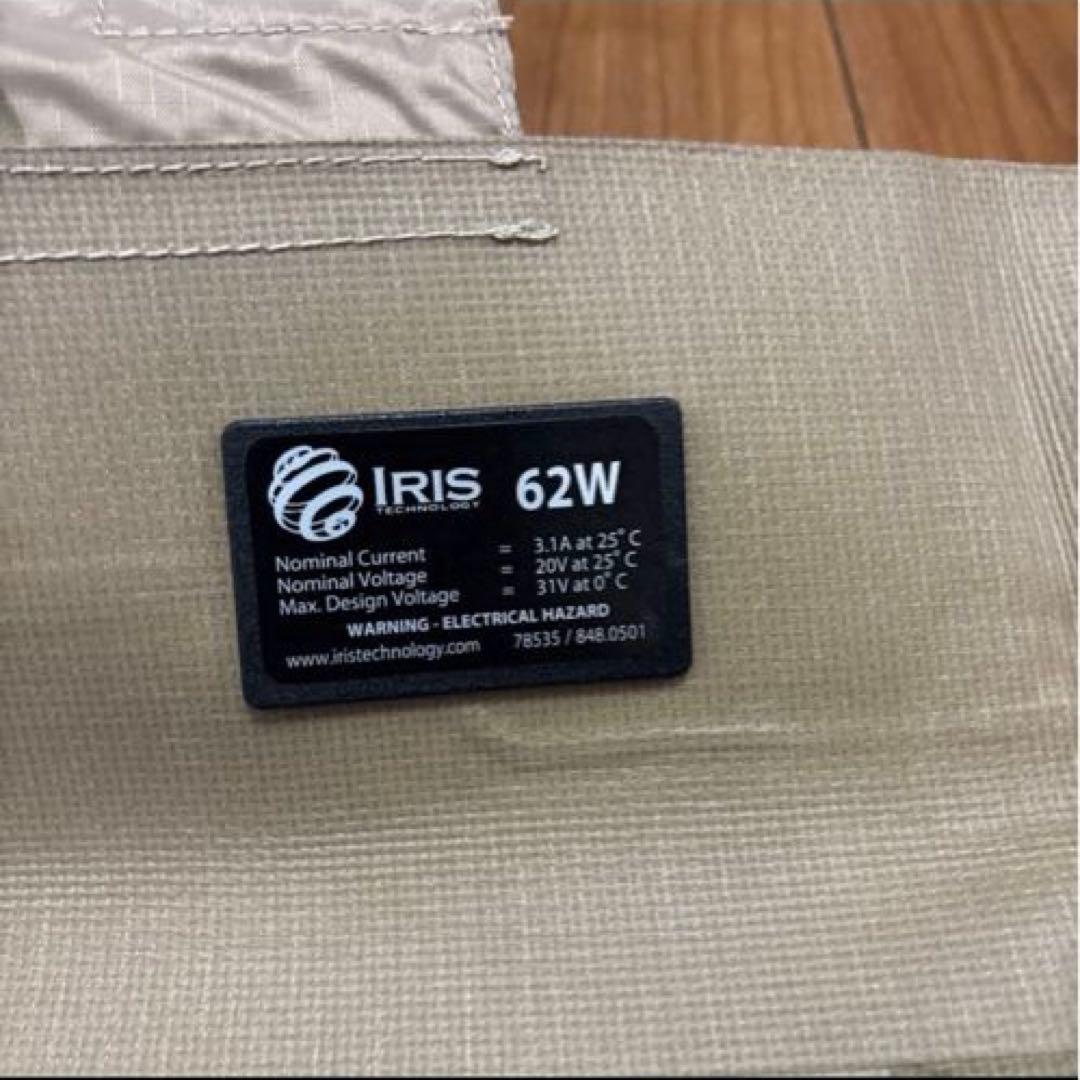 IRIS
TECHNOLOGY
62W
Nominal Current = 3.1A at 25° C
Nominal Voltage = 20V at 25° C
Max. Design Voltage = 31V at 0° C
WARNING - ELECTRICAL HAZARD
www.iristechnology.com 78535 / 848.0501